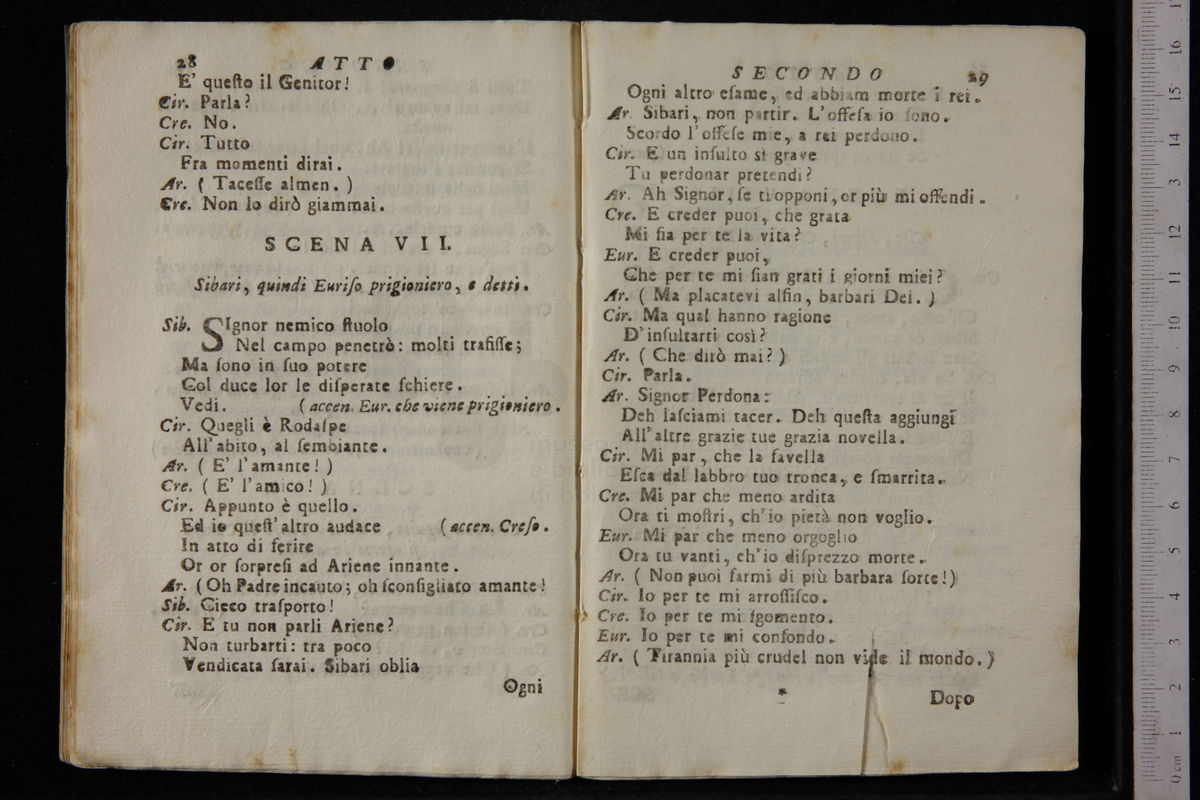 28 ATTO
E' queſto il Genitor!
Cir. Parla?
Cre. No.
Cir. Tutto
Fra momenti dirai.
Ar. ( Taceſſe almen. )
Cre. Non lo dirò giammai.
SCENA VII.
Sibari, quindi Euriſo prigioniero, e detti.
Sib. SIgnor nemico ſtuolo
Nel campo penetrò: molti trafiſſe;
Ma ſono in ſuo potere
Col duce lor le diſperate ſchiere.
Vedi. ( accen. Eur. che viene prigioniero.
Cir. Quegli è Rodaſpe
All'abito, al ſembiante.
Ar. ( E' l'amante! )
Cre. ( E' l'amico! )
Cir. Appunto è quello.
Ed io queſt'altro audace ( accen. Creſo.
In atto di ferire
Or or ſorpreſi ad Ariene innante.
Ar. ( Oh Padre incauto; oh ſconſigliato amante!
Sib. Cieco traſporto!
Cir. E tu non parli Ariene?
Non turbarti: tra poco
Vendicata ſarai. Sibari oblia
Ogni
SECONDO 29
Ogni altro eſame, ed abbiam morte i rei.
Ar. Sibari, non partir. L'offeſa io ſono.
Scordo l'offeſe mie, a rei perdono.
Cir. E un inſulto si grave
Tu perdonar pretendi?
Ar. Ah Signor, ſe ti opponi, or più mi offendi.
Cre. E creder puoi, che grata
Mi ſia per te la vita?
Eur. E creder puoi,
Che per te mi ſian grati i giorni miei?
Ar. ( Ma placatevi alfin, barbari Dei. )
Cir. Ma qual hanno ragione
D'inſultarti così?
Ar. ( Che dirò mai? )
Cir. Parla.
Ar. Signor Perdona:
Deh laſciami tacer. Deh queſta aggiungi
All'altre grazie tue grazia novella.
Cir. Mi par, che la favella
Eſca dal labbro tuo tronca, e ſmarrita.
Cre. Mi par che meno ardita
Ora ti moſtri, ch'io pietà non voglio.
Eur. Mi par che meno orgoglio
Ora tu vanti, ch'io diſprezzo morte.
Ar. ( Non puoi farmi di più barbara ſorte! )
Cir. Io per te mi arroſſiſco.
Cre. Io per te mi ſgomento.
Eur. Io per te mi confondo.
Ar. ( Tirannia più crudel non vide il mondo. )
* Dopo